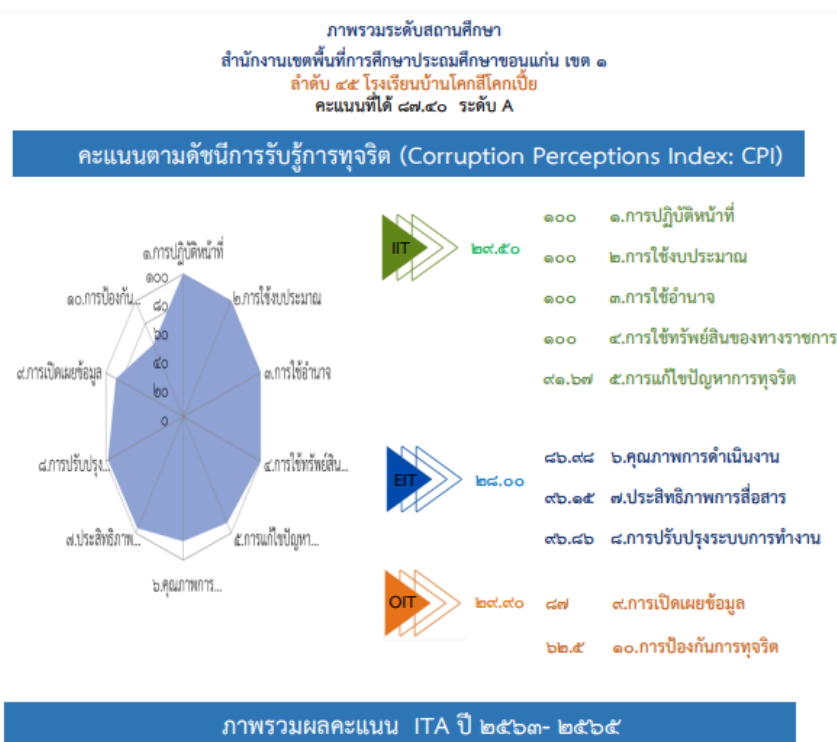 ภาพรวมระดับสถานศึกษา
สำนักงานเขตพื้นที่การศึกษาประถมศึกษาขอนแก่น เขต ๑
ลำดับ ๔๕ โรงเรียนบ้านโคกสีโคกเปี้ย
คะแนนที่ได้ ๘๗.๔๐ ระดับ A
คะแนนตามดัชนีการรับรู้การทุจริต (Corruption Perceptions Index: CPI)
๑.การปฏิบัติหน้าที่
๒.การใช้งบประมาณ
๓.การใช้อำนาจ
๔.การใช้ทรัพย์สิน...
๕.การแก้ไขปัญหา...
๖.คุณภาพการ...
๗.ประสิทธิภาพ...
๘.การปรับปรุง...
๙.การเปิดเผยข้อมูล
๑๐.การป้องกัน...
๑๐๐
๘๐
๖๐
๔๐
๒๐
๐
IIT ๒๙.๕๐
๑๐๐ ๑.การปฏิบัติหน้าที่
๑๐๐ ๒.การใช้งบประมาณ
๑๐๐ ๓.การใช้อำนาจ
๑๐๐ ๔.การใช้ทรัพย์สินของทางราชการ
๙๑.๖๗ ๕.การแก้ไขปัญหาการทุจริต
EIT ๒๘.๐๐
๘๖.๙๘ ๖.คุณภาพการดำเนินงาน
๙๖.๑๕ ๗.ประสิทธิภาพการสื่อสาร
๙๖.๘๖ ๘.การปรับปรุงระบบการทำงาน
OIT ๒๙.๙๐
๘๗ ๙.การเปิดเผยข้อมูล
๖๒.๕ ๑๐.การป้องกันการทุจริต
ภาพรวมผลคะแนน ITA ปี ๒๕๖๓- ๒๕๖๕